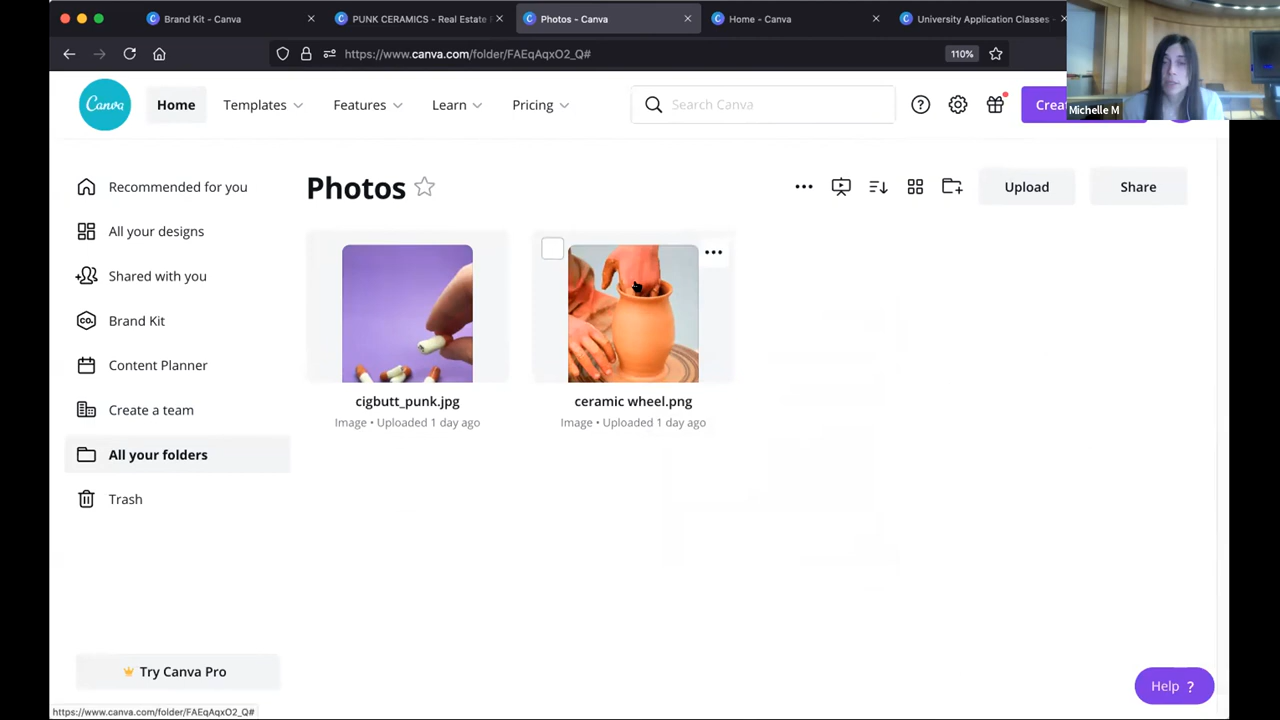 Brand Kit - Canva
PUNK CERAMICS - Real Estate
Photos - Canva
Home - Canva
University Application Classes -
https://www.canva.com/folder/FAEqAqxO2_Q#
110%
Canva
Home
Templates
Features
Learn
Pricing
Search Canva
Crea
Michelle M
Recommended for you
All your designs
Shared with you
Brand Kit
Content Planner
Create a team
All your folders
Trash
Photos
Upload
Share
cigbutt_punk.jpg
Image • Uploaded 1 day ago
ceramic wheel.png
Image • Uploaded 1 day ago
Try Canva Pro
Help ?
https://www.canva.com/folder/FAEqAqxO2_Q#